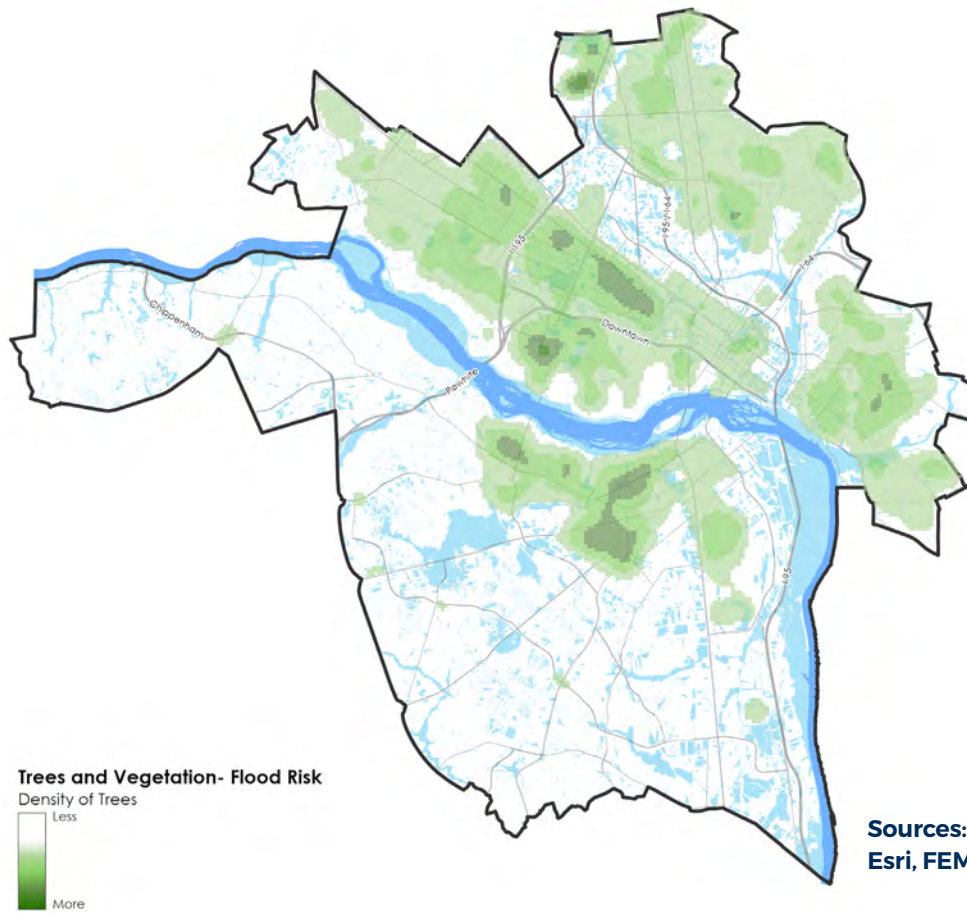 I-95 / I-64
I-195
I-64
Chippenham
Downtown
Powhite
I-95
Trees and Vegetation- Flood Risk
Density of Trees
Less
More
Sources:
Esri, FEM